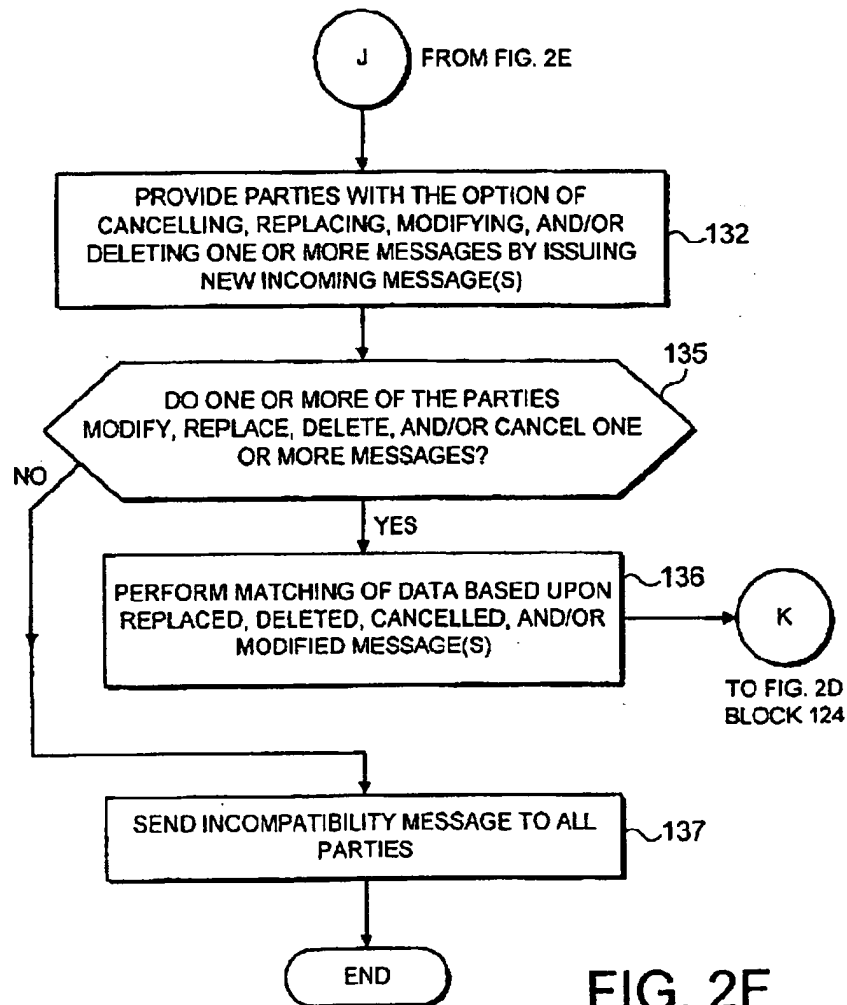 J
FROM FIG. 2E
PROVIDE PARTIES WITH THE OPTION OF
CANCELLING, REPLACING, MODIFYING, AND/OR
DELETING ONE OR MORE MESSAGES BY ISSUING
NEW INCOMING MESSAGE(S)
132
135
DO ONE OR MORE OF THE PARTIES
MODIFY, REPLACE, DELETE, AND/OR CANCEL ONE
OR MORE MESSAGES?
NO
YES
PERFORM MATCHING OF DATA BASED UPON
REPLACED, DELETED, CANCELLED, AND/OR
MODIFIED MESSAGE(S)
136
K
TO FIG. 2D
BLOCK 124
SEND INCOMPATIBILITY MESSAGE TO ALL
PARTIES
137
END
FIG. 2F